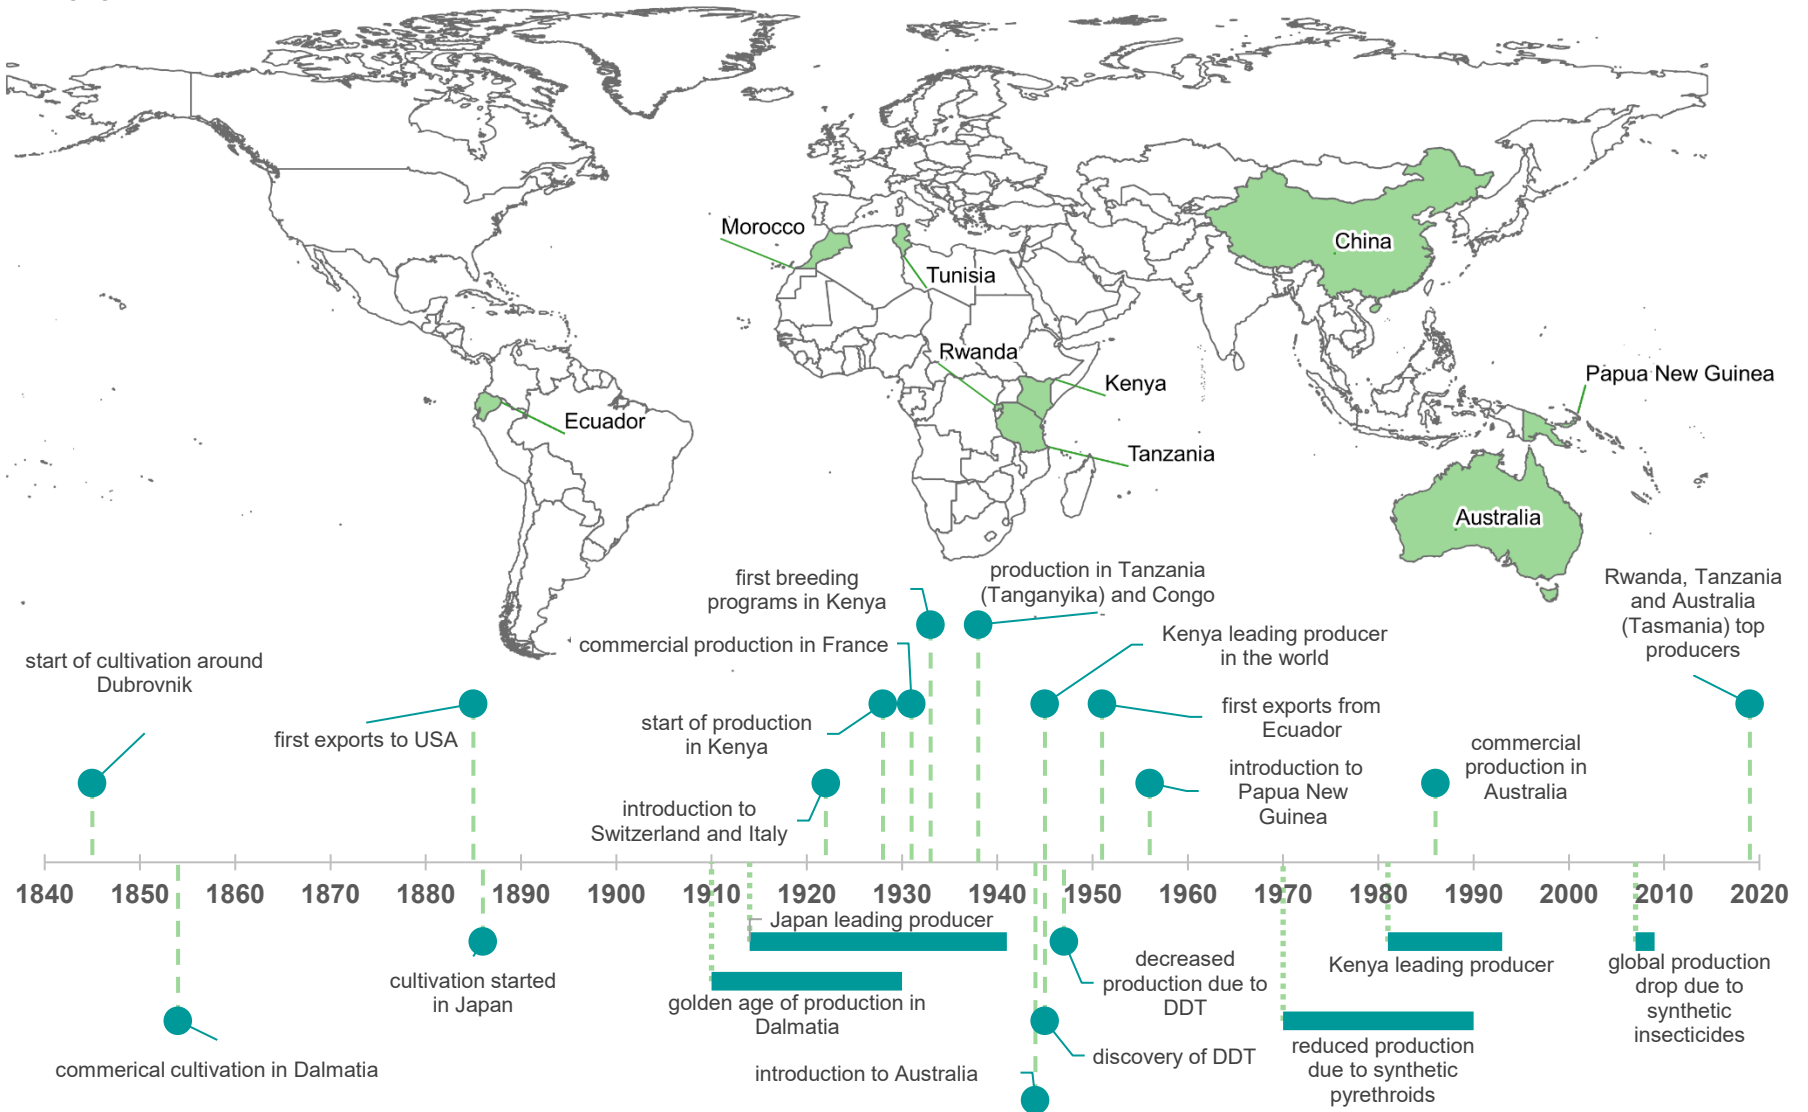 Morocco
Tunisia
China
Rwanda
Kenya
Papua New Guinea
Ecuador
Tanzania
Australia
first breeding
programs in Kenya
production in Tanzania
(Tanganyika) and Congo
Rwanda, Tanzania
and Australia
(Tasmania) top
producers
commercial production in France
Kenya leading producer
in the world
start of cultivation around
Dubrovnik
first exports to USA
start of production
in Kenya
first exports from
Ecuador
commercial
production in
Australia
introduction to
Switzerland and Italy
introduction to
Papua New
Guinea
1840 1850 1860 1870 1880 1890 1900 1910 1920 1930 1940 1950 1960 1970 1980 1990 2000 2010 2020
Japan leading producer
cultivation started
in Japan
golden age of production in
Dalmatia
decreased
production due to
DDT
Kenya leading producer
global production
drop due to
synthetic
insecticides
commerical cultivation in Dalmatia
introduction to Australia
discovery of DDT
reduced production
due to synthetic
pyrethroids